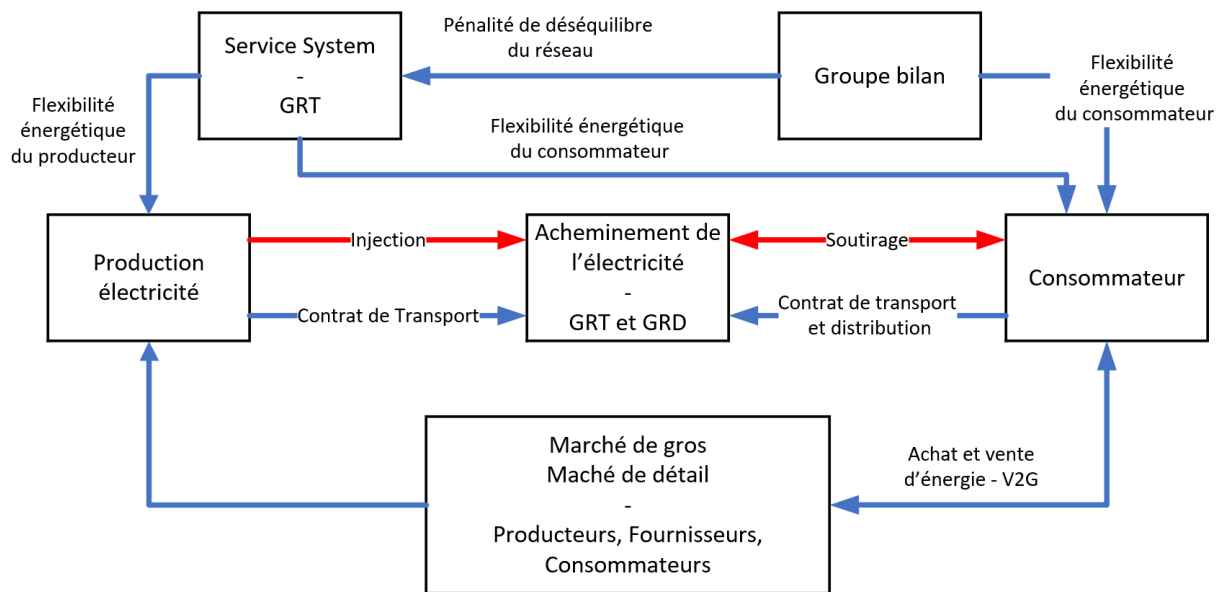 Service System
-
GRT
Pénalité de déséquilibre
du réseau
Groupe bilan
Flexibilité
énergétique
du consommateur
Flexibilité
énergétique
du producteur
Flexibilité énergétique
du consommateur
Production
électricité
Injection
Contrat de Transport
Acheminement de
l'électricité
-
GRT et GRD
Soutirage
Contrat de transport
et distribution
Consommateur
Marché de gros
Maché de détail
-
Producteurs, Fournisseurs,
Consommateurs
Achat et vente
d'énergie - V2G